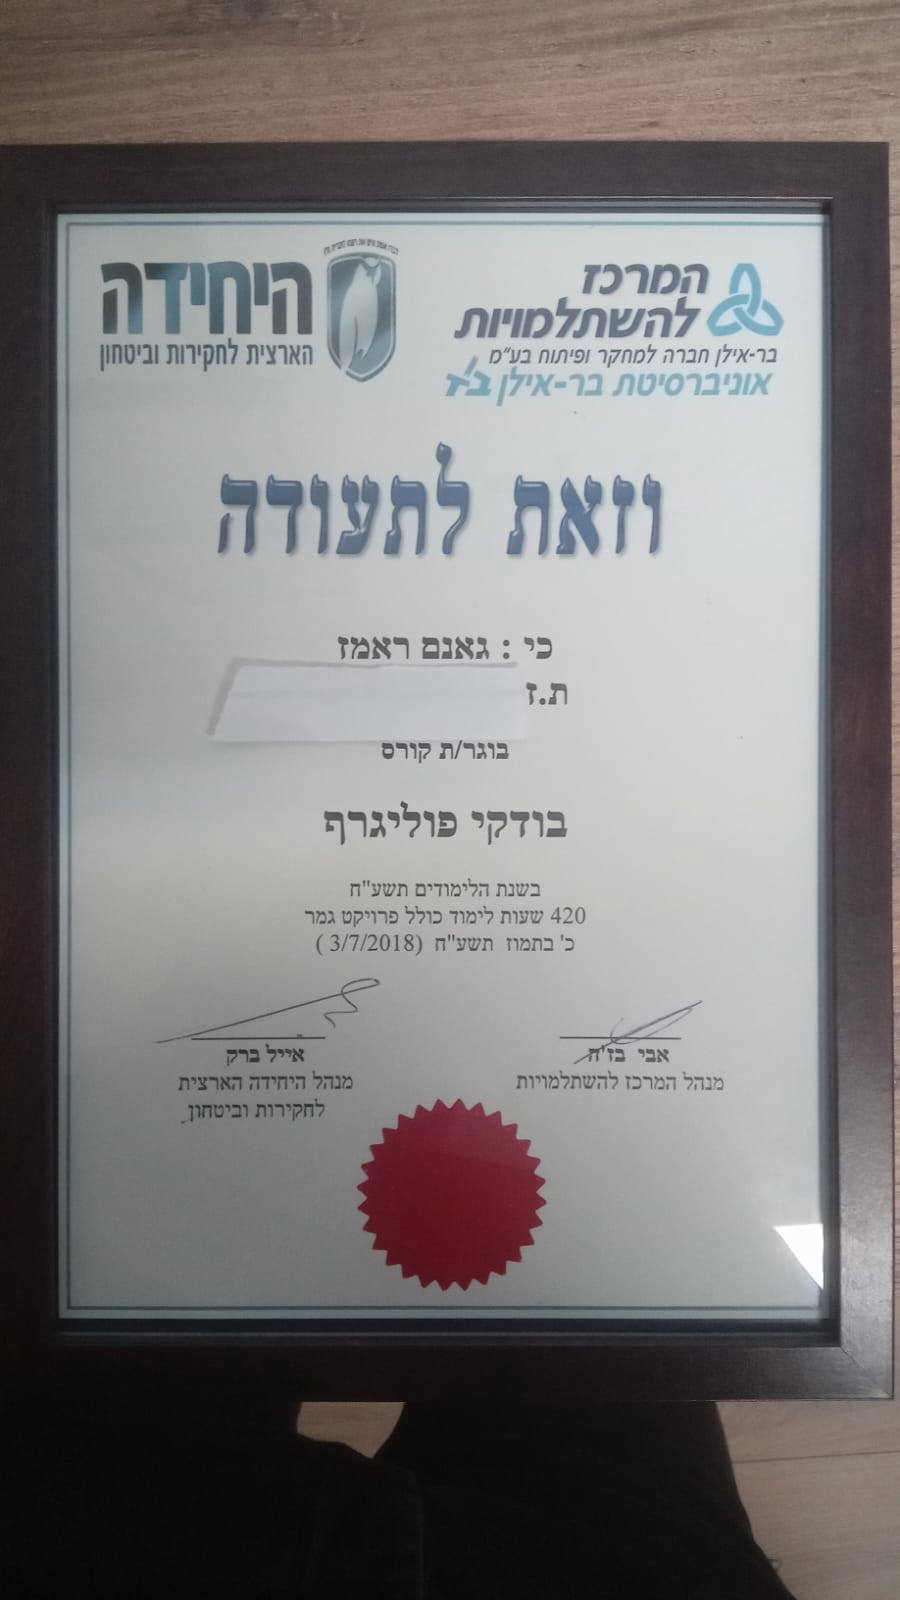 המרכז
להשתלמויות
בר-אילן חברה למחקר ופיתוח בע"מ
אוניברסיטת בר-אילן
היחידה
הארצית לחקירות וביטחון
וזאת לתעודה
כי : גאנם ראמז
ת.ז
בוגר/ת קורס
בודקי פוליגרף
בשנת הלימודים תשע"ח
420 שעות לימוד כולל פרויקט גמר
כ' בתמוז תשע"ח (3/7/2018 )
אבי בז'ח
מנהל המרכז להשתלמויות
אייל ברק
מנהל היחידה הארצית
לחקירות וביטחון